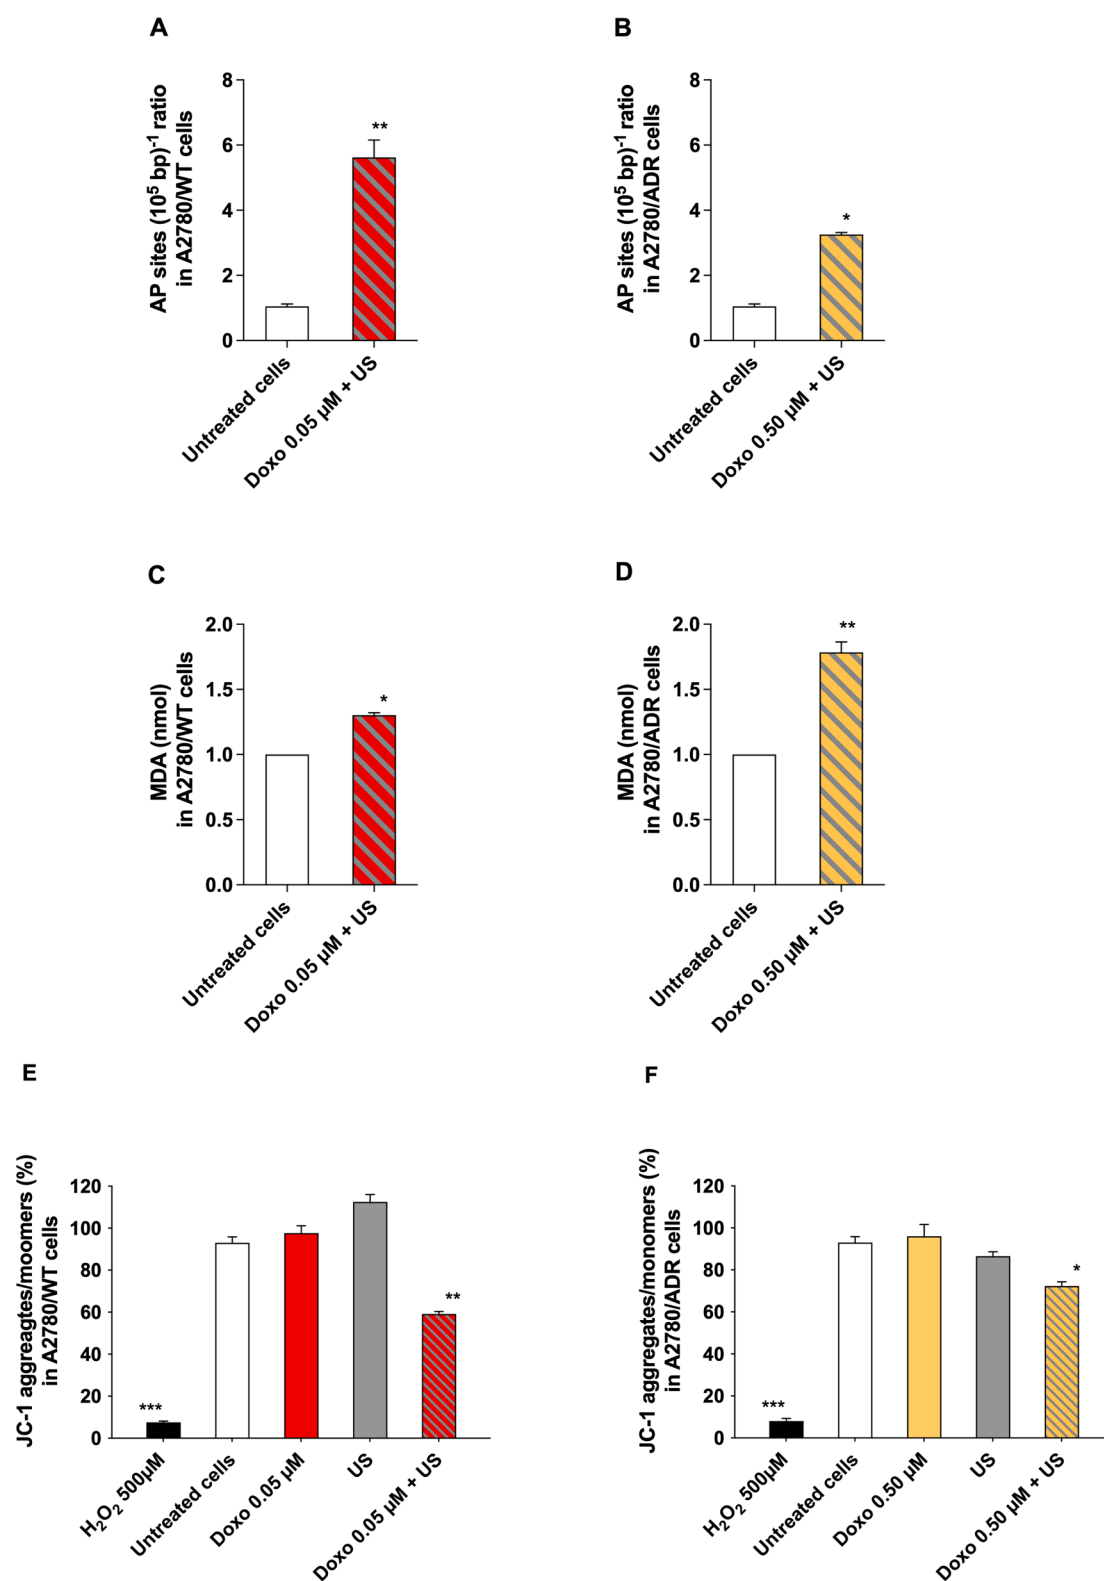 A
AP sites (10⁵ bp)⁻¹ ratio
in A2780/WT cells
8
6
4
2
0
**
Untreated cells
Doxo 0.05 µM + US
B
AP sites (10⁵ bp)⁻¹ ratio
in A2780/ADR cells
8
6
4
2
0
*
Untreated cells
Doxo 0.50 µM + US
C
MDA (nmol)
in A2780/WT cells
2.0
1.5
1.0
0.5
0.0
*
Untreated cells
Doxo 0.05 µM + US
D
MDA (nmol)
in A2780/ADR cells
2.0
1.5
1.0
0.5
0.0
**
Untreated cells
Doxo 0.50 µM + US
E
JC-1 aggreagtes/moomers (%)
in A2780/WT cells
120
100
80
60
40
20
0
***
**
H₂O₂ 500µM
Untreated cells
Doxo 0.05 µM
US
Doxo 0.05 µM + US
F
JC-1 aggregates/monomers (%)
in A2780/ADR cells
120
100
80
60
40
20
0
***
*
H₂O₂ 500µM
Untreated cells
Doxo 0.50 µM
US
Doxo 0.50 µM + US